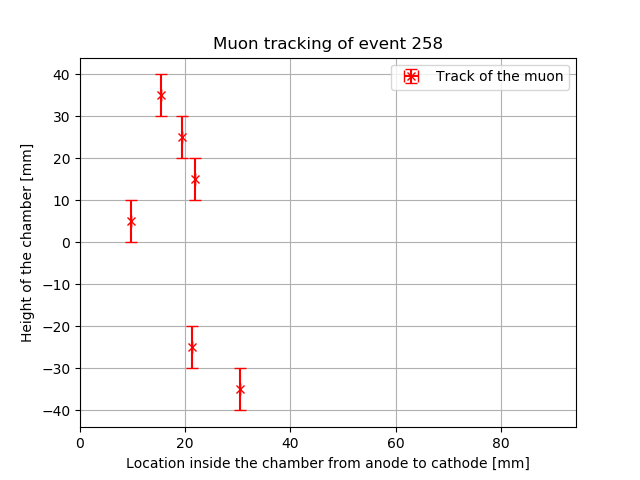 Muon tracking of event 258
Track of the muon
Height of the chamber [mm]
40
30
20
10
0
−10
−20
−30
−40
0 20 40 60 80
Location inside the chamber from anode to cathode [mm]